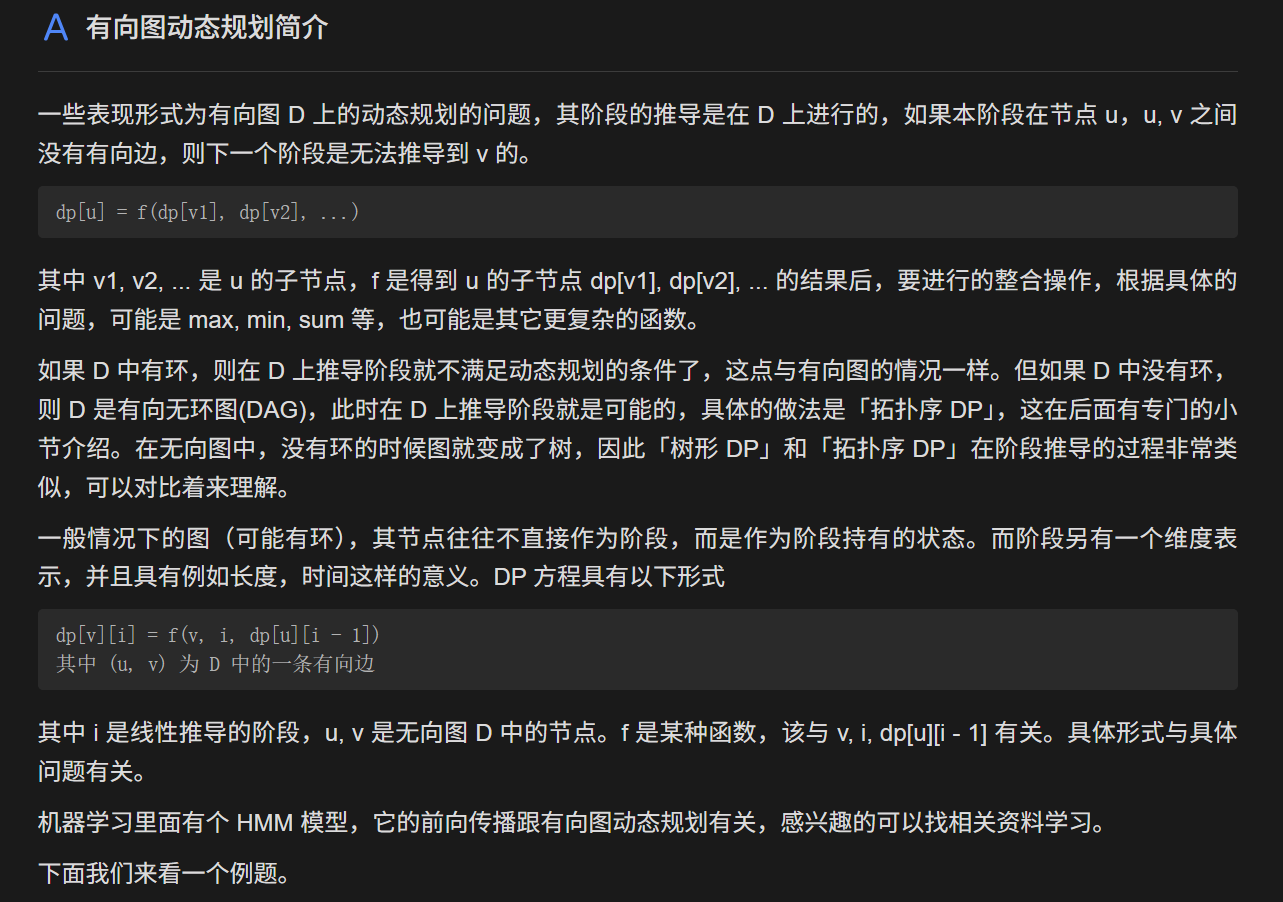 A 有向图动态规划简介
一些表现形式为有向图 D 上的动态规划的问题，其阶段的推导是在 D 上进行的，如果本阶段在节点 u，u, v 之间
没有有向边，则下一个阶段是无法推导到 v 的。
dp[u] = f(dp[v1], dp[v2], ...)
其中 v1, v2, ... 是 u 的子节点，f 是得到 u 的子节点 dp[v1], dp[v2], ... 的结果后，要进行的整合操作，根据具体的
问题，可能是 max, min, sum 等，也可能是其它更复杂的函数。
如果 D 中有环，则在 D 上推导阶段就不满足动态规划的条件了，这点与有向图的情况一样。但如果 D 中没有环，
则 D 是有向无环图(DAG)，此时在 D 上推导阶段就是可能的，具体的做法是「拓扑序 DP」，这在后面有专门的小
节介绍。在无向图中，没有环的时候图就变成了树，因此「树形 DP」和「拓扑序 DP」在阶段推导的过程非常类
似，可以对比着来理解。
一般情况下的图（可能有环），其节点往往不直接作为阶段，而是作为阶段持有的状态。而阶段另有一个维度表
示，并且具有例如长度，时间这样的意义。DP 方程具有以下形式
dp[v][i] = f(v, i, dp[u][i - 1])
其中 (u, v) 为 D 中的一条有向边
其中 i 是线性推导的阶段，u, v 是无向图 D 中的节点。f 是某种函数，该与 v, i, dp[u][i - 1] 有关。具体形式与具体
问题有关。
机器学习里面有个 HMM 模型，它的前向传播跟有向图动态规划有关，感兴趣的可以找相关资料学习。
下面我们来看一个例题。